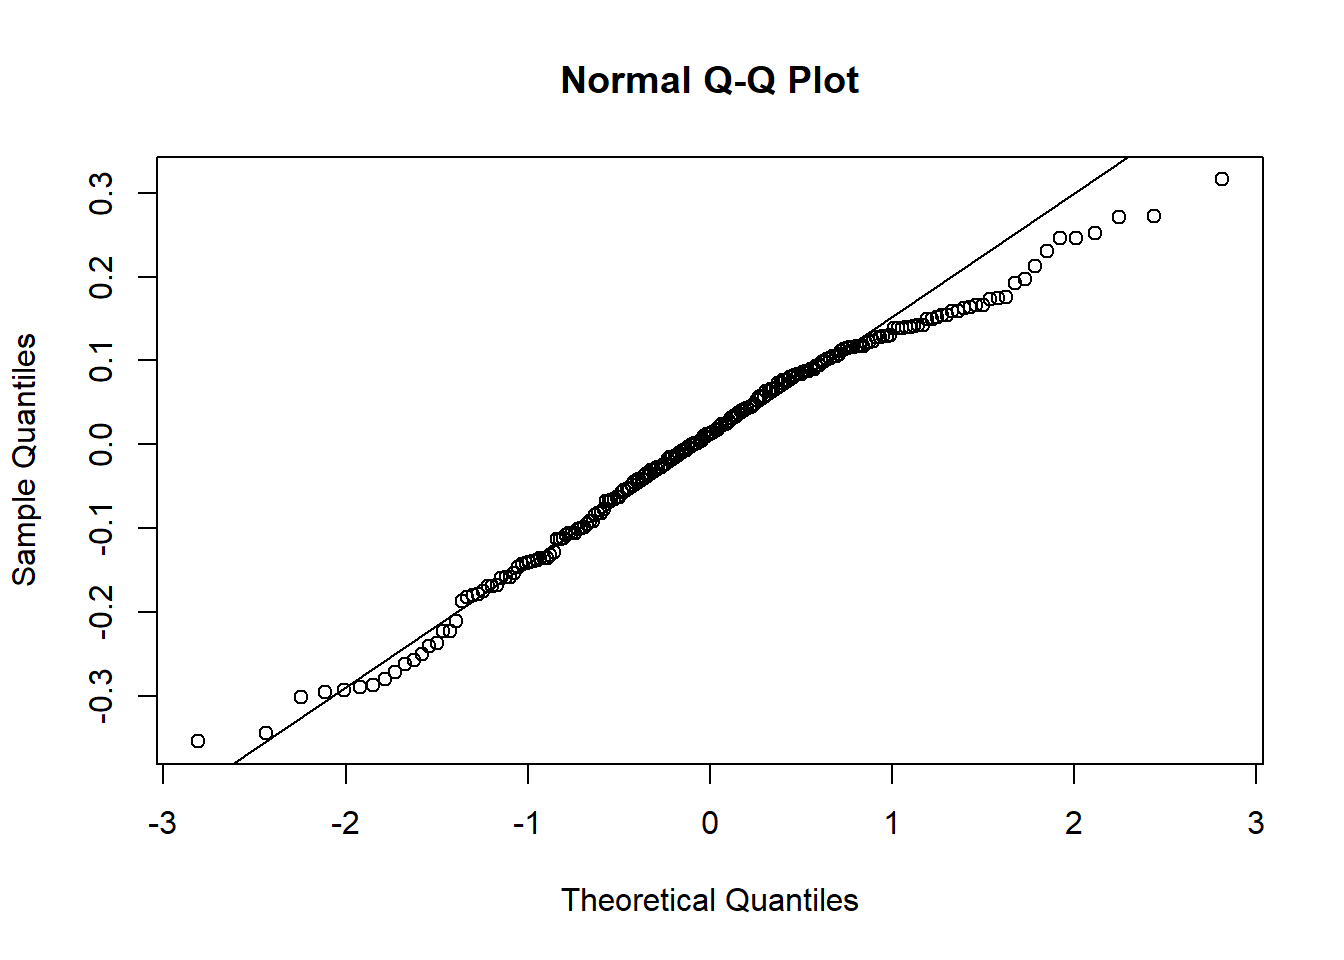 Normal Q-Q Plot
Sample Quantiles
0.3
0.2
0.1
0.0
-0.1
-0.2
-0.3
-3 -2 -1 0 1 2 3
Theoretical Quantiles